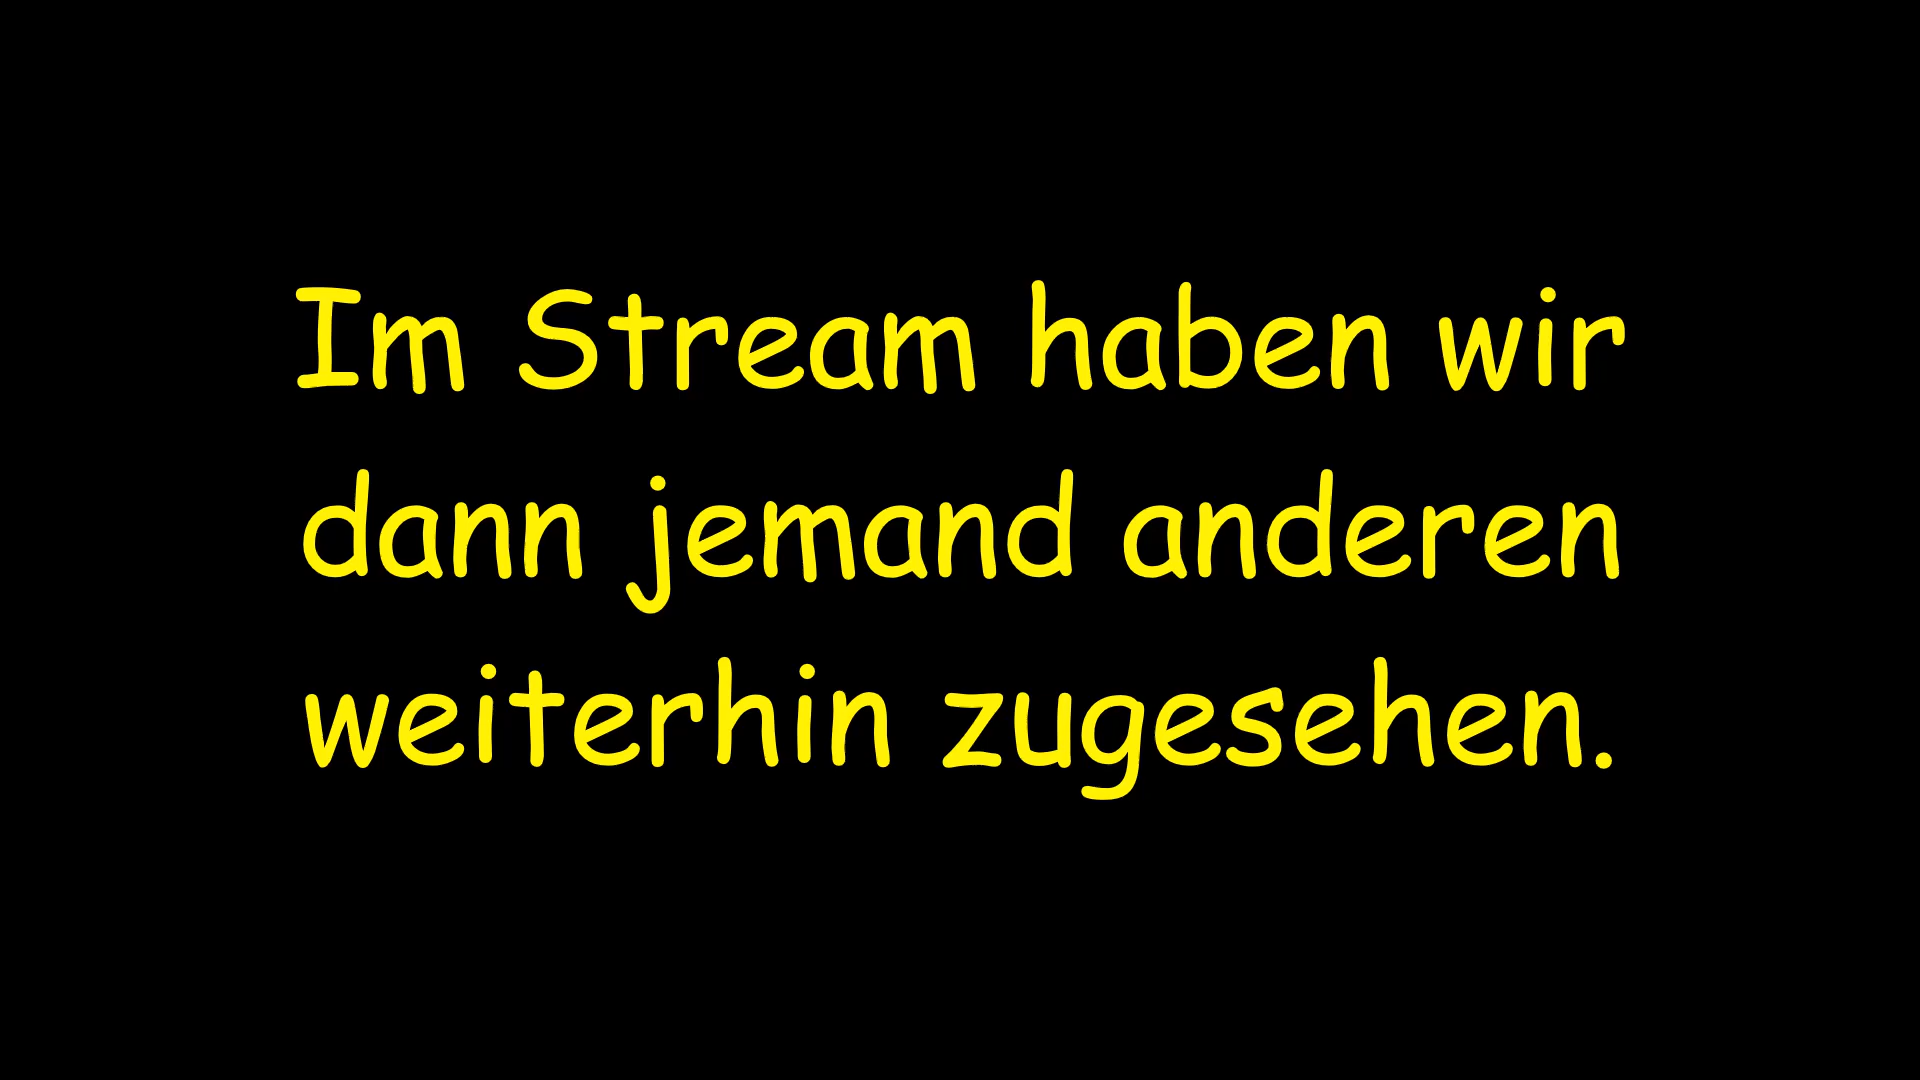 Im Stream haben wir
dann jemand anderen
weiterhin zugesehen.